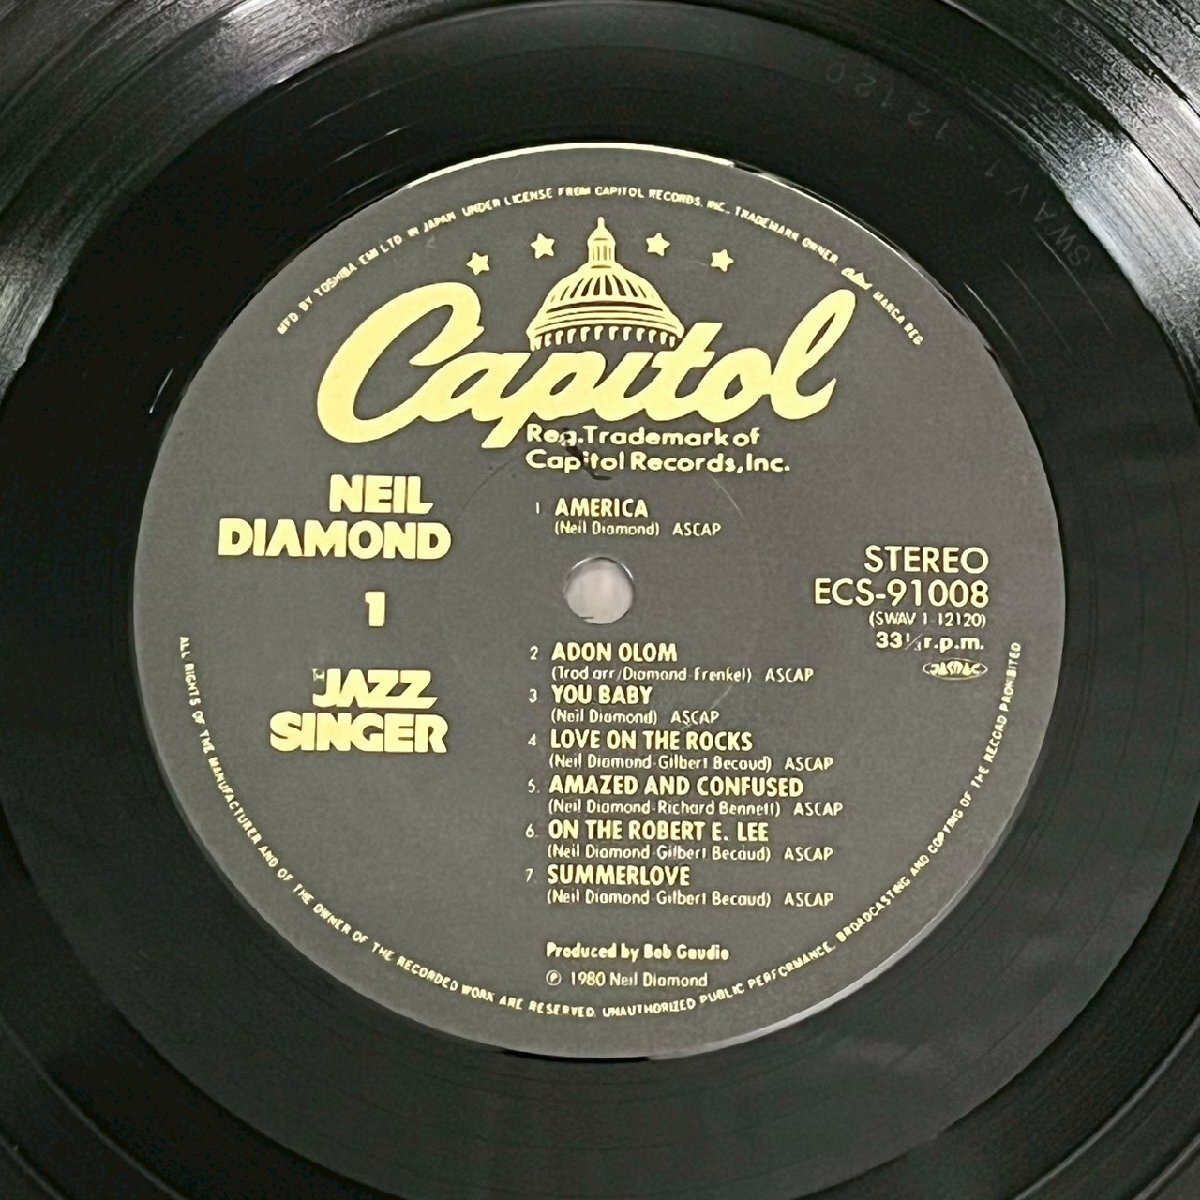 MFD BY TOSHIBA EMI LTD. IN JAPAN UNDER LICENSE FROM CAPITOL RECORDS, INC., TRADEMARK OWNER MARCA REG
Capitol
Reg.Trademark of
Capitol Records,Inc.
NEIL
DIAMOND
1
JAZZ
SINGER
1 AMERICA
(Neil Diamond) ASCAP
STEREO
ECS-91008
(SWAV 1 12120)
33⅓r.p.m.
JASRAC
2 ADON OLOM
(Trad arr/Diamond-Frenkel) ASCAP
3 YOU BABY
(Neil Diamond) ASCAP
4 LOVE ON THE ROCKS
(Neil Diamond-Gilbert Becaud) ASCAP
5. AMAZED AND CONFUSED
(Neil Diamond-Richard Bennett) ASCAP
6. ON THE ROBERT E. LEE
(Neil Diamond-Gilbert Becaud) ASCAP
7. SUMMERLOVE
(Neil Diamond-Gilbert Becaud) ASCAP
Produced by Bob Gaudio
Ⓟ 1980 Neil Diamond
ALL RIGHTS OF THE MANUFACTURER AND OF THE OWNER OF THE RECORDED WORK ARE RESERVED. UNAUTHORIZED PUBLIC PERFORMANCE, BROADCASTING AND COPYING OF THE RECORD PROHIBITED
SWAV 1-12120